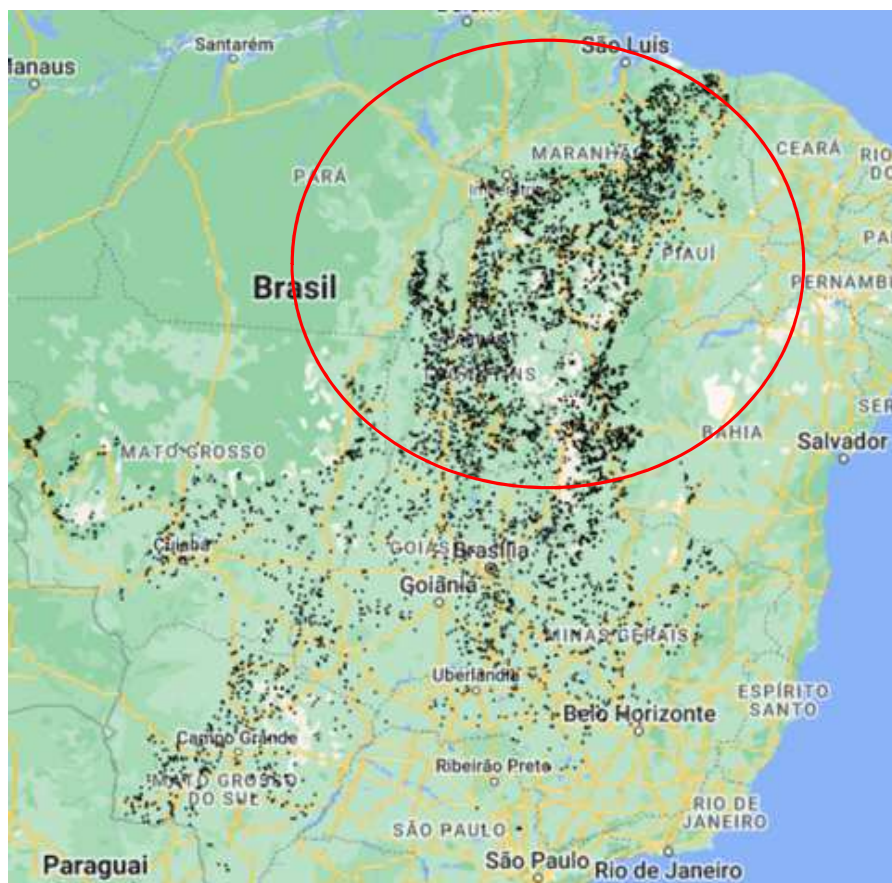 Santarém
São Luís
Manaus
MARANHÃO
CEARÁ
PARÁ
PIAUÍ
Brasil
PERNAMBU
BAHIA
Salvador
MATO GROSSO
Cuiabá
GOIÁS
Brasília
Goiânia
MINAS GERAIS
Uberlândia
ESPÍRITO
SANTO
Belo Horizonte
Campo Grande
Ribeirão Preto
MATO GROSSO
DO SUL
RIO DE
JANEIRO
SÃO PAULO
Paraguai
São Paulo
Rio de Janeiro